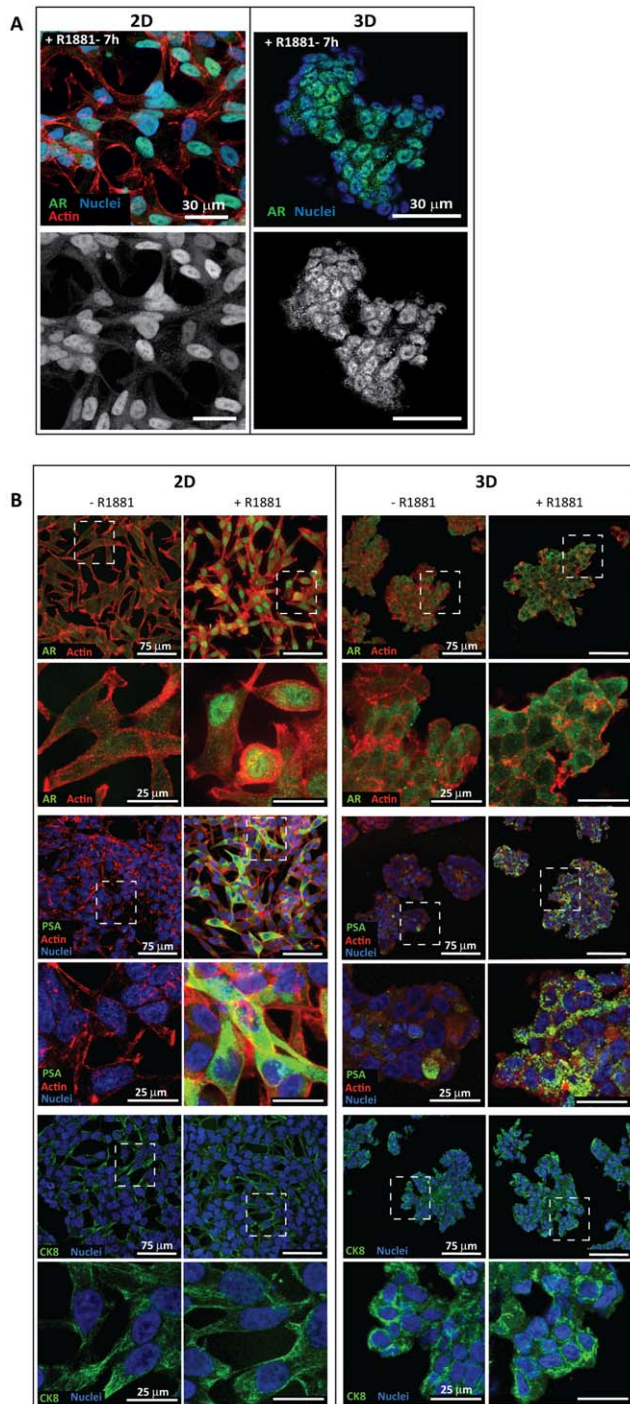 A
2D
3D
+ R1881- 7h
+ R1881- 7h
AR Nuclei
Actin
30 µm
AR Nuclei
30 µm
B
2D
3D
- R1881
+ R1881
- R1881
+ R1881
AR Actin
75 µm
AR Actin
75 µm
AR Actin
25 µm
AR Actin
25 µm
PSA
Actin
Nuclei
75 µm
PSA
Actin
Nuclei
75 µm
PSA
Actin
Nuclei
25 µm
PSA
Actin
Nuclei
25 µm
CK8 Nuclei
75 µm
CK8 Nuclei
75 µm
CK8 Nuclei
25 µm
CK8 Nuclei
25 µm